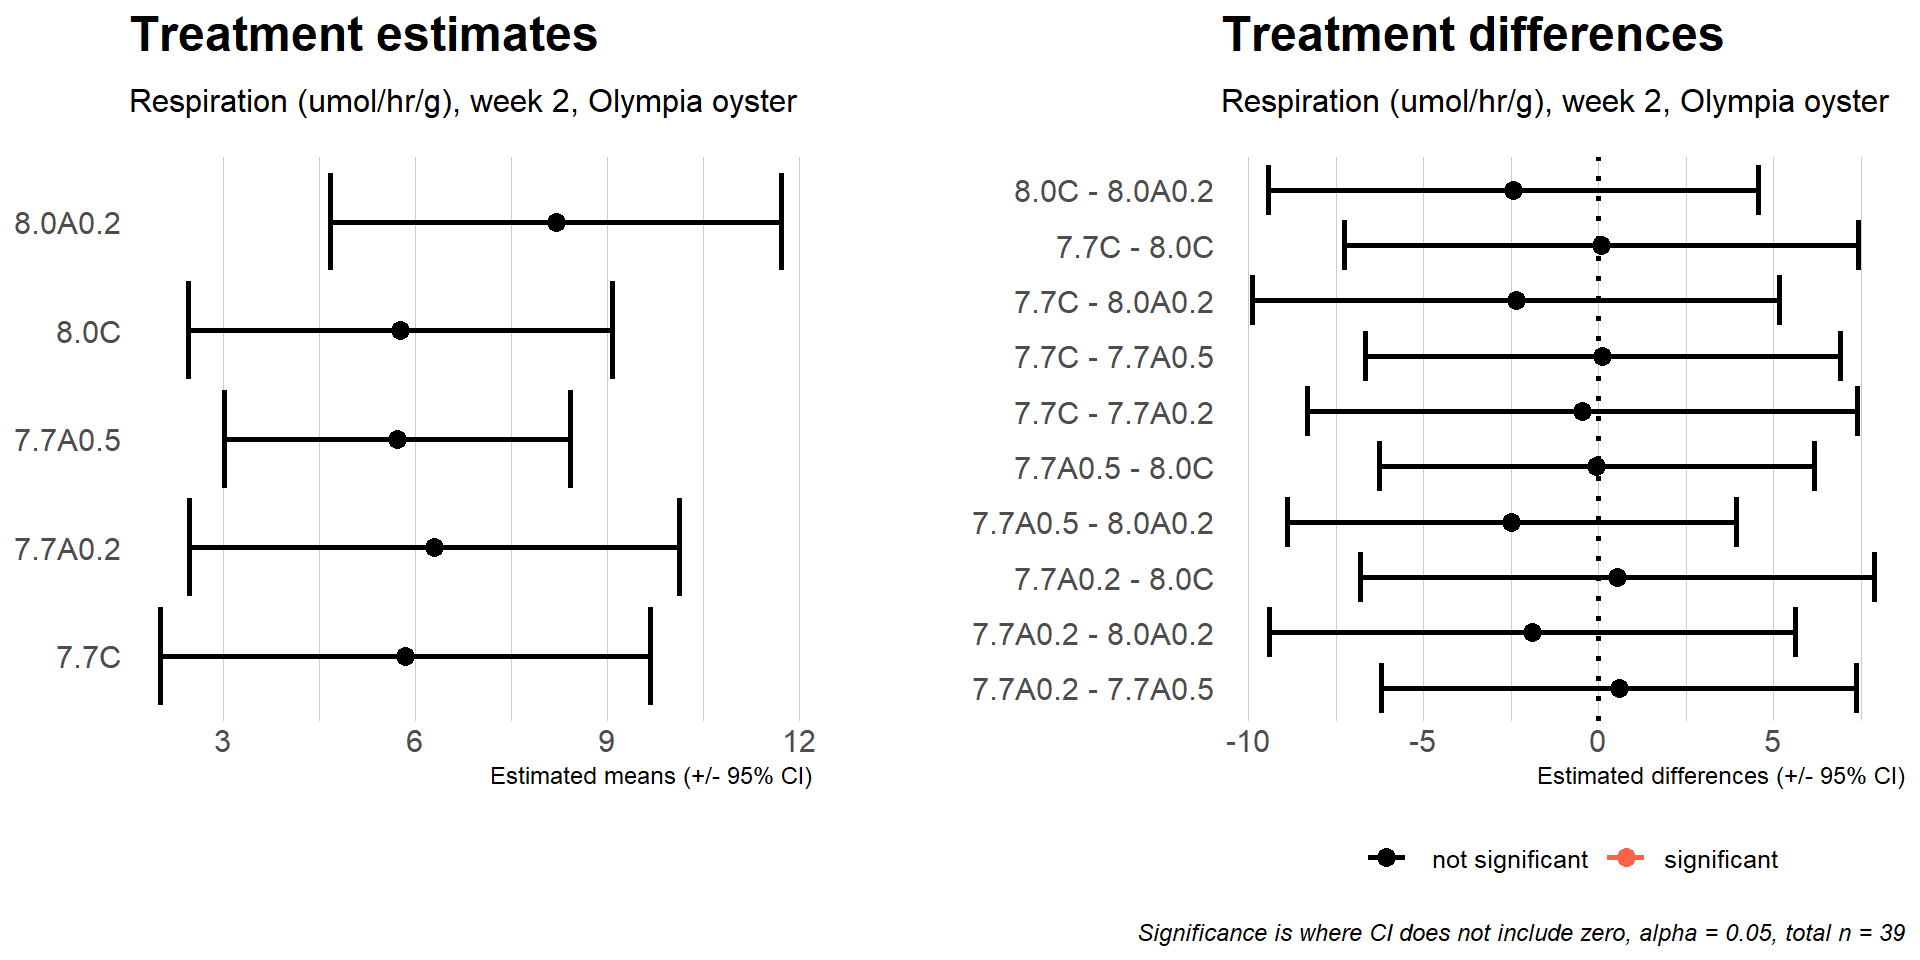 Treatment estimates
Respiration (umol/hr/g), week 2, Olympia oyster
8.0A0.2
8.0C
7.7A0.5
7.7A0.2
7.7C
3 6 9 12
Estimated means (+/- 95% CI)
Treatment differences
Respiration (umol/hr/g), week 2, Olympia oyster
8.0C - 8.0A0.2
7.7C - 8.0C
7.7C - 8.0A0.2
7.7C - 7.7A0.5
7.7C - 7.7A0.2
7.7A0.5 - 8.0C
7.7A0.5 - 8.0A0.2
7.7A0.2 - 8.0C
7.7A0.2 - 8.0A0.2
7.7A0.2 - 7.7A0.5
-10 -5 0 5
Estimated differences (+/- 95% CI)
not significant significant
Significance is where CI does not include zero, alpha = 0.05, total n = 39